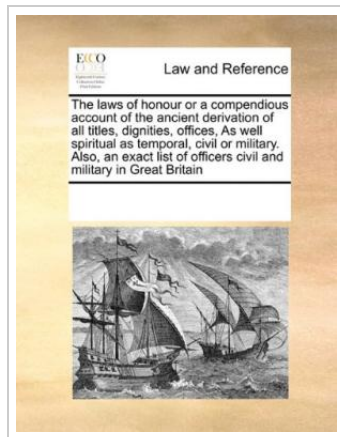 ECCO
Law and Reference
The laws of honour or a compendious
account of the ancient derivation of
all titles, dignities, offices, As well
spiritual as temporal, civil or military.
Also, an exact list of officers civil and
military in Great Britain